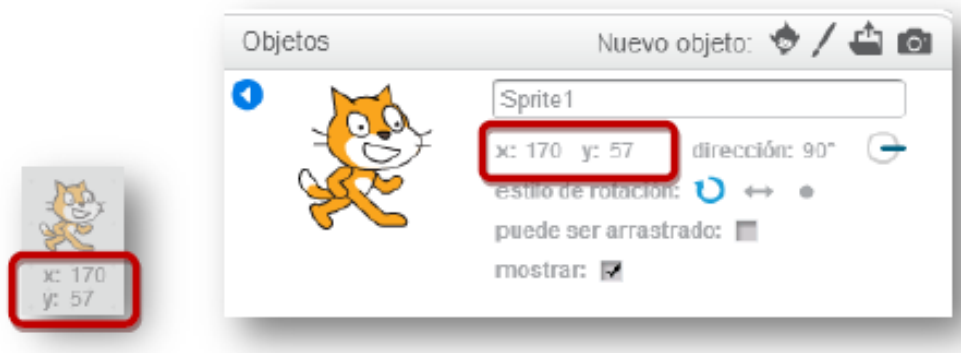 Objetos Nuevo objeto:
Sprite1
x: 170 y: 57 dirección: 90°
estilo de rotación:
puede ser arrastrado:
mostrar:
x: 170
y: 57